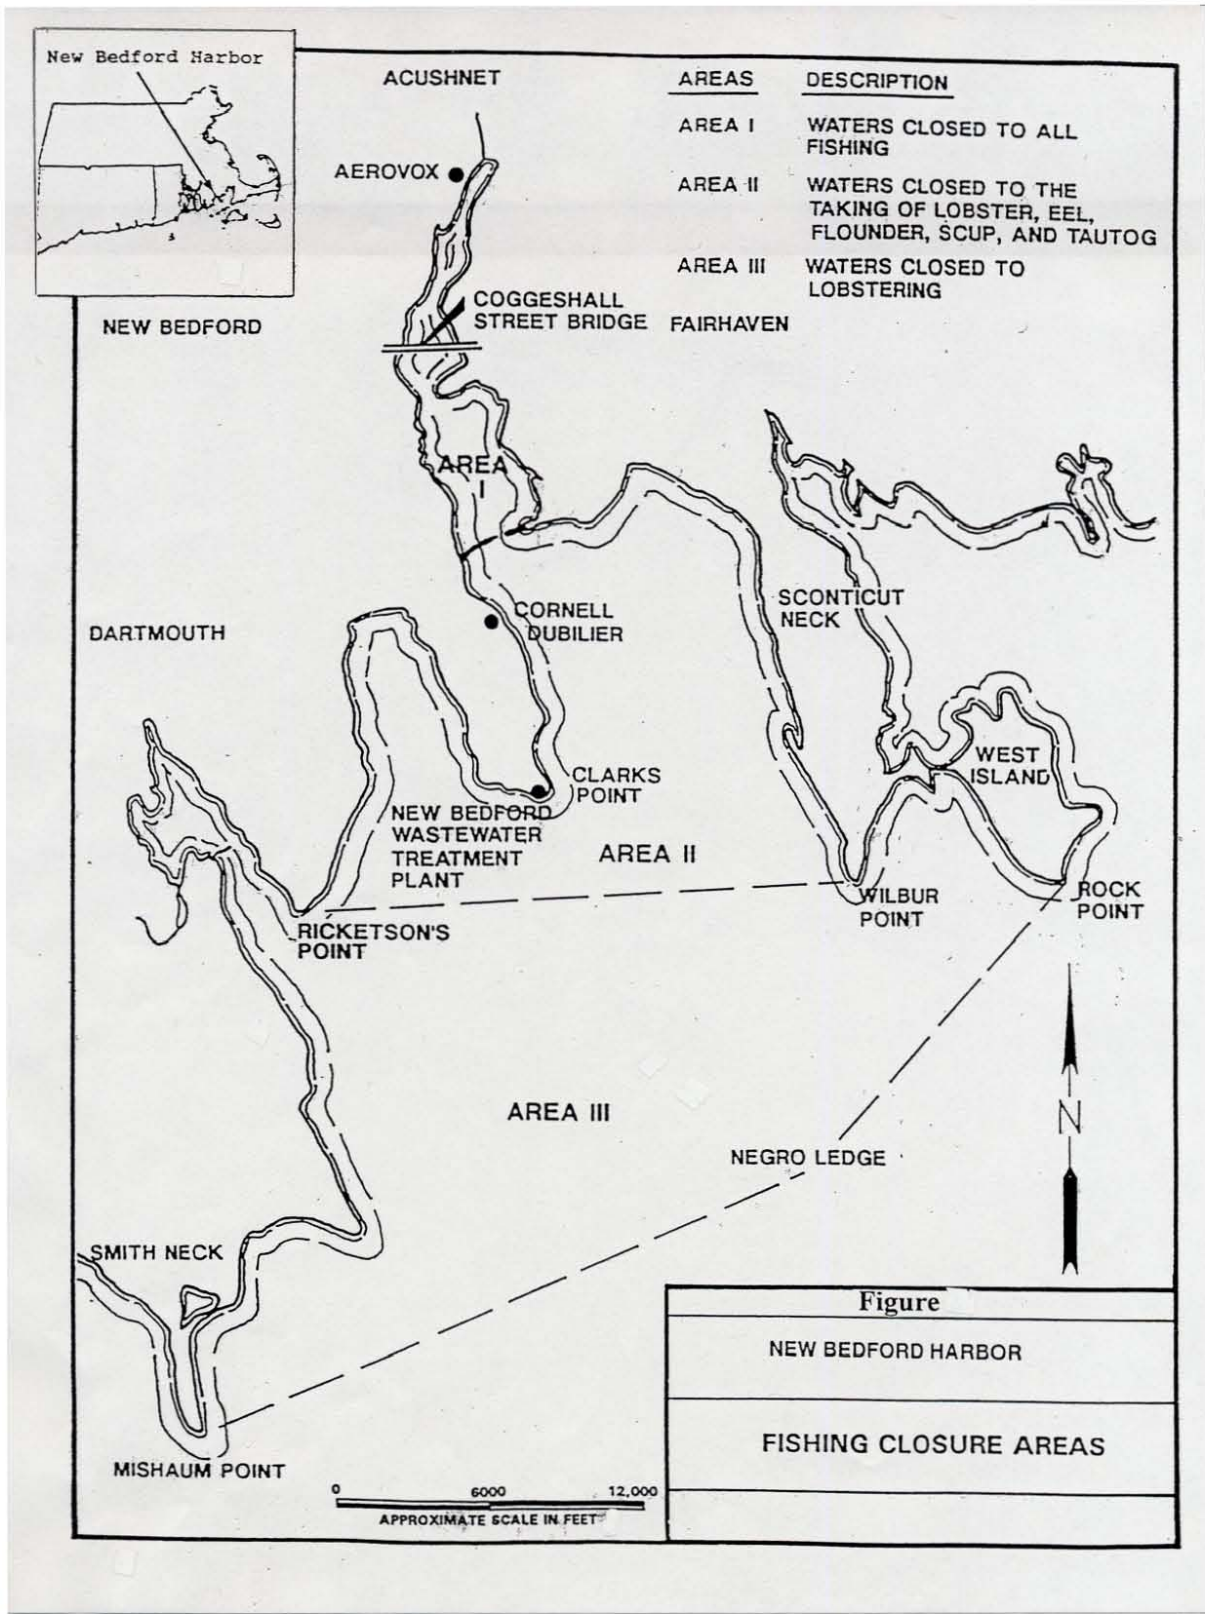 New Bedford Harbor
ACUSHNET
AREAS DESCRIPTION
AREA I WATERS CLOSED TO ALL
FISHING
AREA II WATERS CLOSED TO THE
TAKING OF LOBSTER, EEL,
FLOUNDER, SCUP, AND TAUTOG
AREA III WATERS CLOSED TO
LOBSTERING
AEROVOX
COGGESHALL
STREET BRIDGE
NEW BEDFORD
FAIRHAVEN
AREA
I
CORNELL
DUBILIER
SCONTICUT
NECK
DARTMOUTH
WEST
ISLAND
CLARKS
POINT
NEW BEDFORD
WASTEWATER
TREATMENT
PLANT
AREA II
WILBUR
POINT
ROCK
POINT
RICKETSON'S
POINT
AREA III
N
NEGRO LEDGE
SMITH NECK
MISHAUM POINT
0 6000 12,000
APPROXIMATE SCALE IN FEET
Figure
NEW BEDFORD HARBOR
FISHING CLOSURE AREAS